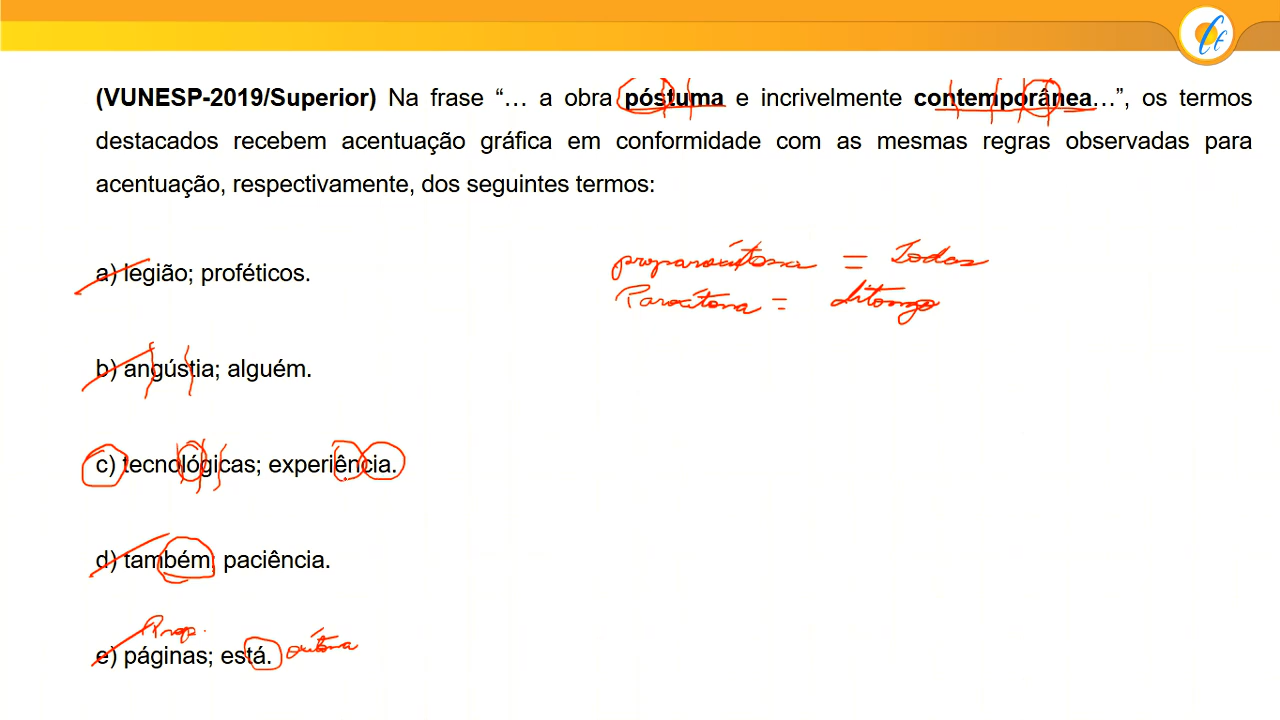 (VUNESP-2019/Superior) Na frase “… a obra póstuma e incrivelmente contemporânea…”, os termos
destacados recebem acentuação gráfica em conformidade com as mesmas regras observadas para
acentuação, respectivamente, dos seguintes termos:
a) legião; proféticos.
proparoxítona = Todas
Paroxítona = ditongo
b) angústia; alguém.
c) tecnológicas; experiência.
d) também; paciência.
Prop.
e) páginas; está. oxítona